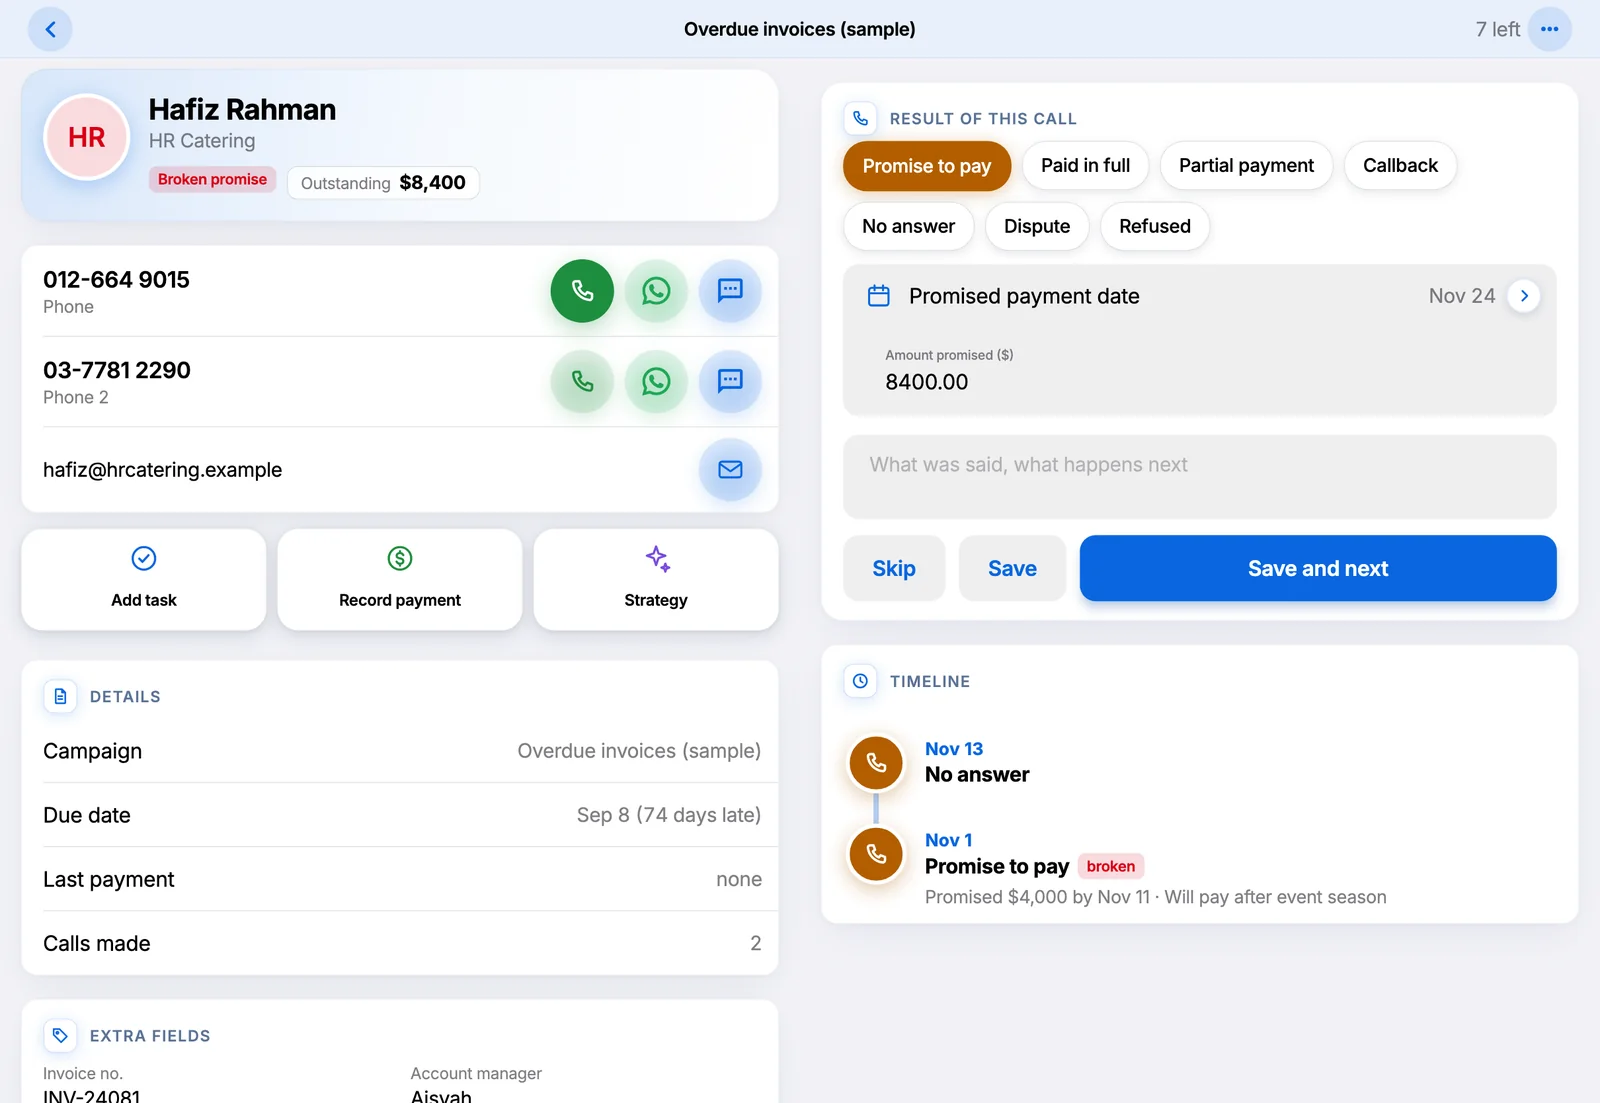 Overdue invoices (sample)
7 left
HR
Hafiz Rahman
HR Catering
Broken promise
Outstanding $8,400
012-664 9015
Phone
03-7781 2290
Phone 2
hafiz@hrcatering.example
Add task
Record payment
Strategy
DETAILS
Campaign
Overdue invoices (sample)
Due date
Sep 8 (74 days late)
Last payment
none
Calls made
2
EXTRA FIELDS
Invoice no.
INV-24081
Account manager
Aisyah
RESULT OF THIS CALL
Promise to pay
Paid in full
Partial payment
Callback
No answer
Dispute
Refused
Promised payment date
Nov 24
Amount promised ($)
8400.00
What was said, what happens next
Skip
Save
Save and next
TIMELINE
Nov 13
No answer
Nov 1
Promise to pay broken
Promised $4,000 by Nov 11 · Will pay after event season